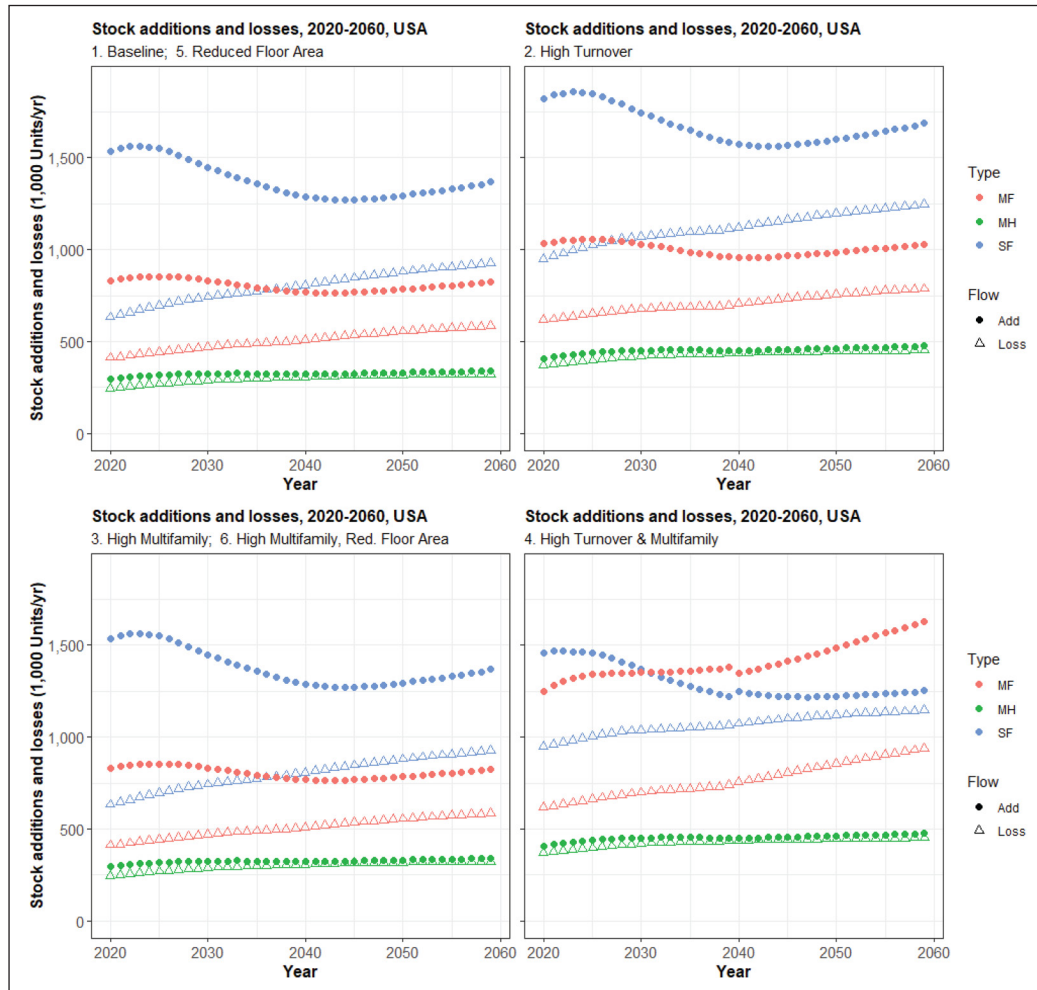 Stock additions and losses, 2020-2060, USA
1. Baseline;  5. Reduced Floor Area
Stock additions and losses (1,000 Units/yr)
1,500
1,000
500
0
2020 2030 2040 2050 2060
Year
Stock additions and losses, 2020-2060, USA
2. High Turnover
2020 2030 2040 2050 2060
Year
Type
MF
MH
SF
Flow
Add
Loss
Stock additions and losses, 2020-2060, USA
3. High Multifamily;  6. High Multifamily, Red. Floor Area
Stock additions and losses (1,000 Units/yr)
1,500
1,000
500
0
2020 2030 2040 2050 2060
Year
Stock additions and losses, 2020-2060, USA
4. High Turnover & Multifamily
2020 2030 2040 2050 2060
Year
Type
MF
MH
SF
Flow
Add
Loss